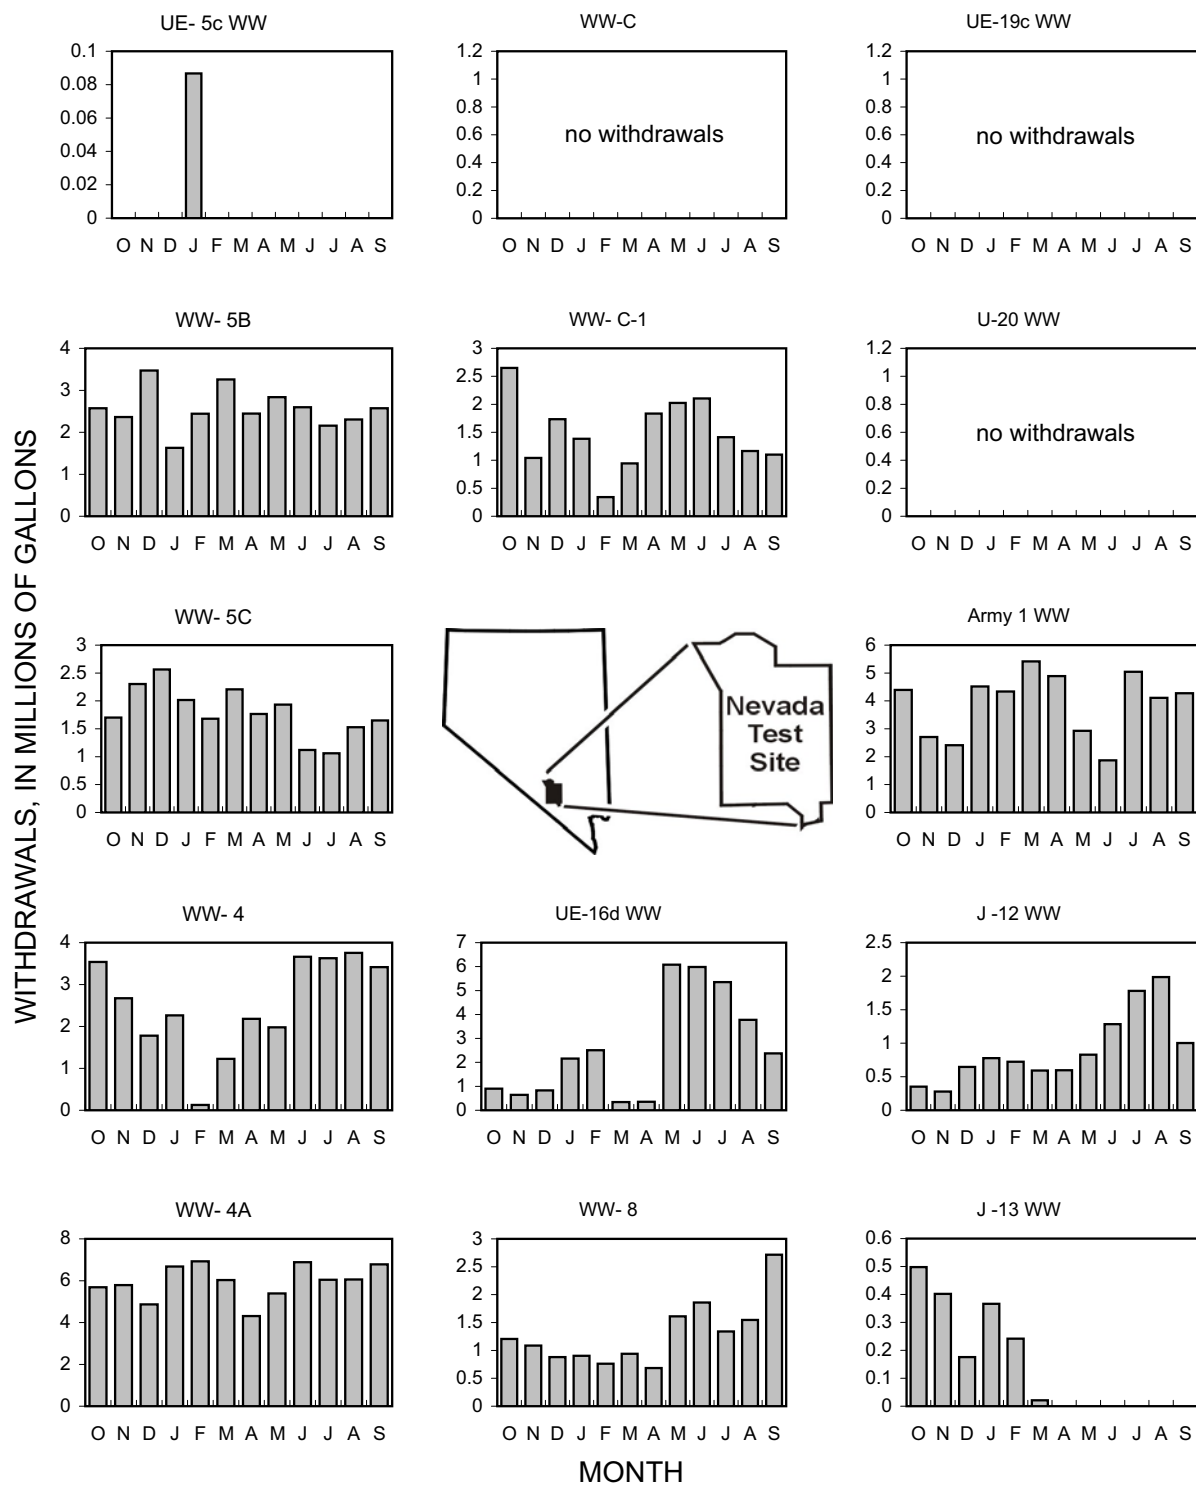 UE- 5c WW
0.1
0.08
0.06
0.04
0.02
0
O N D J F M A M J J A S
WW-C
1.2
1
0.8
0.6
0.4
0.2
0
no withdrawals
O N D J F M A M J J A S
UE-19c WW
1.2
1
0.8
0.6
0.4
0.2
0
no withdrawals
O N D J F M A M J J A S
WITHDRAWALS, IN MILLIONS OF GALLONS
WW- 5B
4
3
2
1
0
O N D J F M A M J J A S
WW- C-1
3
2.5
2
1.5
1
0.5
0
O N D J F M A M J J A S
U-20 WW
1.2
1
0.8
0.6
0.4
0.2
0
no withdrawals
O N D J F M A M J J A S
WW- 5C
3
2.5
2
1.5
1
0.5
0
O N D J F M A M J J A S
Nevada
Test
Site
Army 1 WW
6
5
4
3
2
1
0
O N D J F M A M J J A S
WW- 4
4
3
2
1
0
O N D J F M A M J J A S
UE-16d WW
7
6
5
4
3
2
1
0
O N D J F M A M J J A S
J -12 WW
2.5
2
1.5
1
0.5
0
O N D J F M A M J J A S
WW- 4A
8
6
4
2
0
O N D J F M A M J J A S
WW- 8
3
2.5
2
1.5
1
0.5
0
O N D J F M A M J J A S
J -13 WW
0.6
0.5
0.4
0.3
0.2
0.1
0
O N D J F M A M J J A S
MONTH